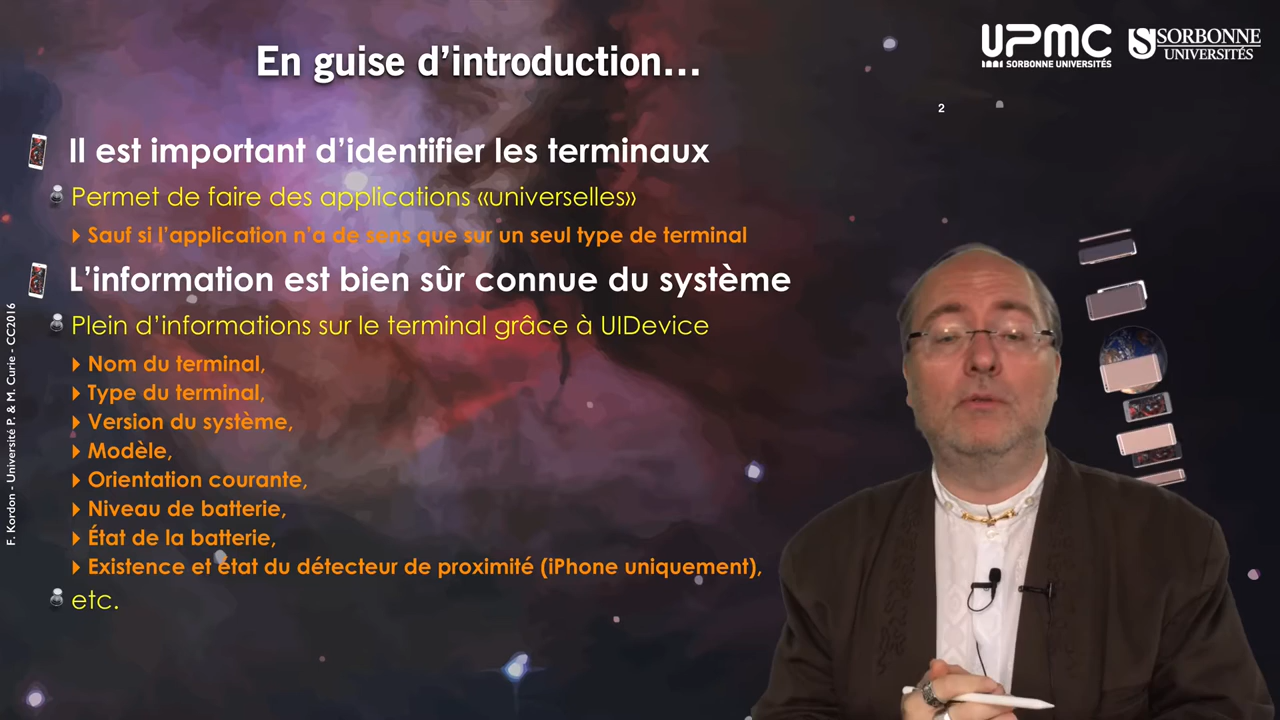 En guise d’introduction…
UPMC
SORBONNE UNIVERSITÉS
SORBONNE
UNIVERSITÉS
2
Il est important d’identifier les terminaux
Permet de faire des applications «universelles»
Sauf si l’application n’a de sens que sur un seul type de terminal
L’information est bien sûr connue du système
Plein d’informations sur le terminal grâce à UIDevice
Nom du terminal,
Type du terminal,
Version du système,
Modèle,
Orientation courante,
Niveau de batterie,
État de la batterie,
Existence et état du détecteur de proximité (iPhone uniquement),
etc.
F. Kordon - Université P. & M. Curie - CC2016